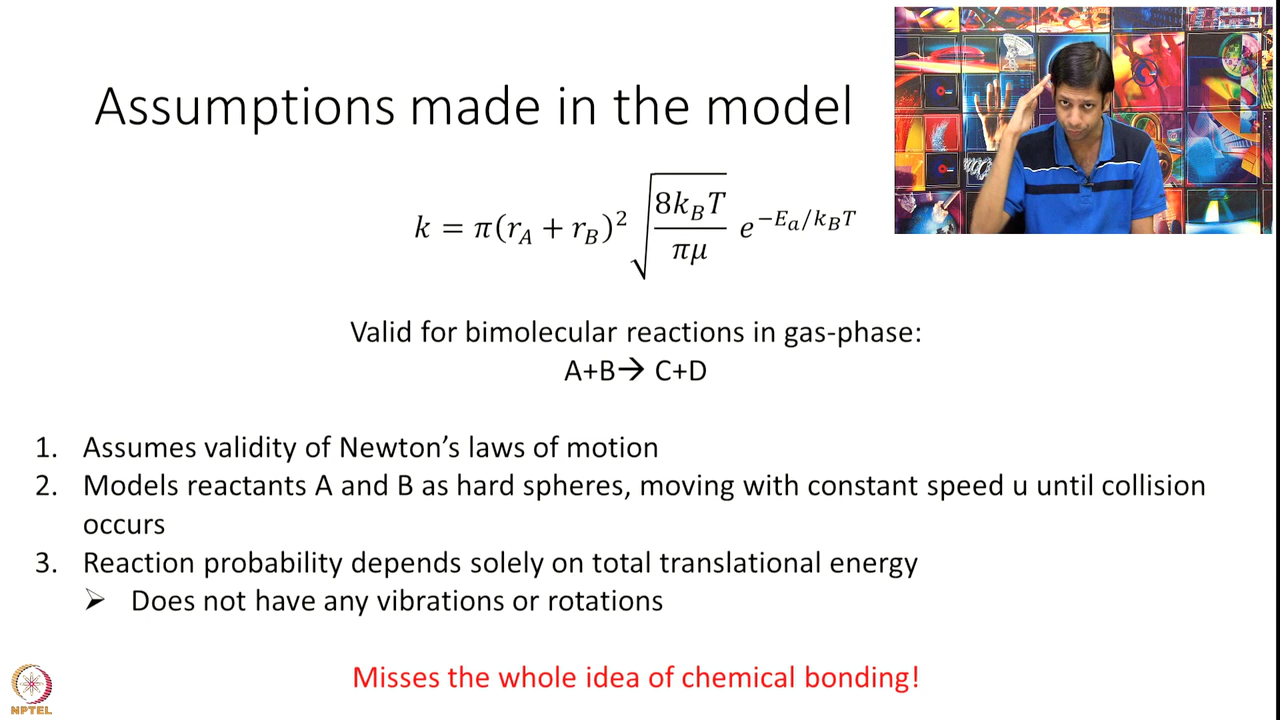 Assumptions made in the model
k = π(r_A + r_B)² √(8k_BT/πμ) e^(−E_a/k_BT)
Valid for bimolecular reactions in gas-phase:
A+B→ C+D
1. Assumes validity of Newton's laws of motion
2. Models reactants A and B as hard spheres, moving with constant speed u until collision
occurs
3. Reaction probability depends solely on total translational energy
➢ Does not have any vibrations or rotations
Misses the whole idea of chemical bonding!
NPTEL